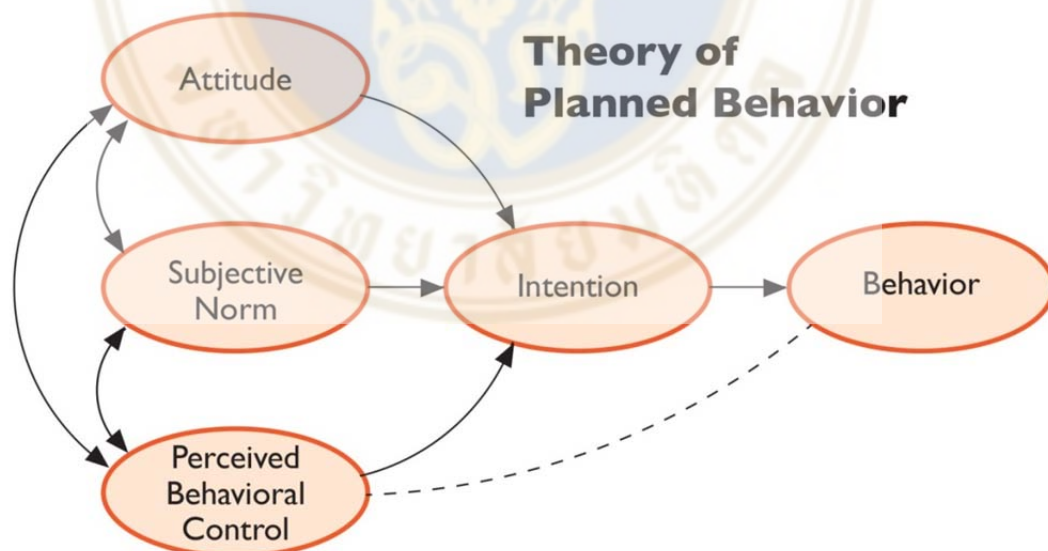 Theory of
Planned Behavior
Attitude
Subjective
Norm
Intention
Behavior
Perceived
Behavioral
Control